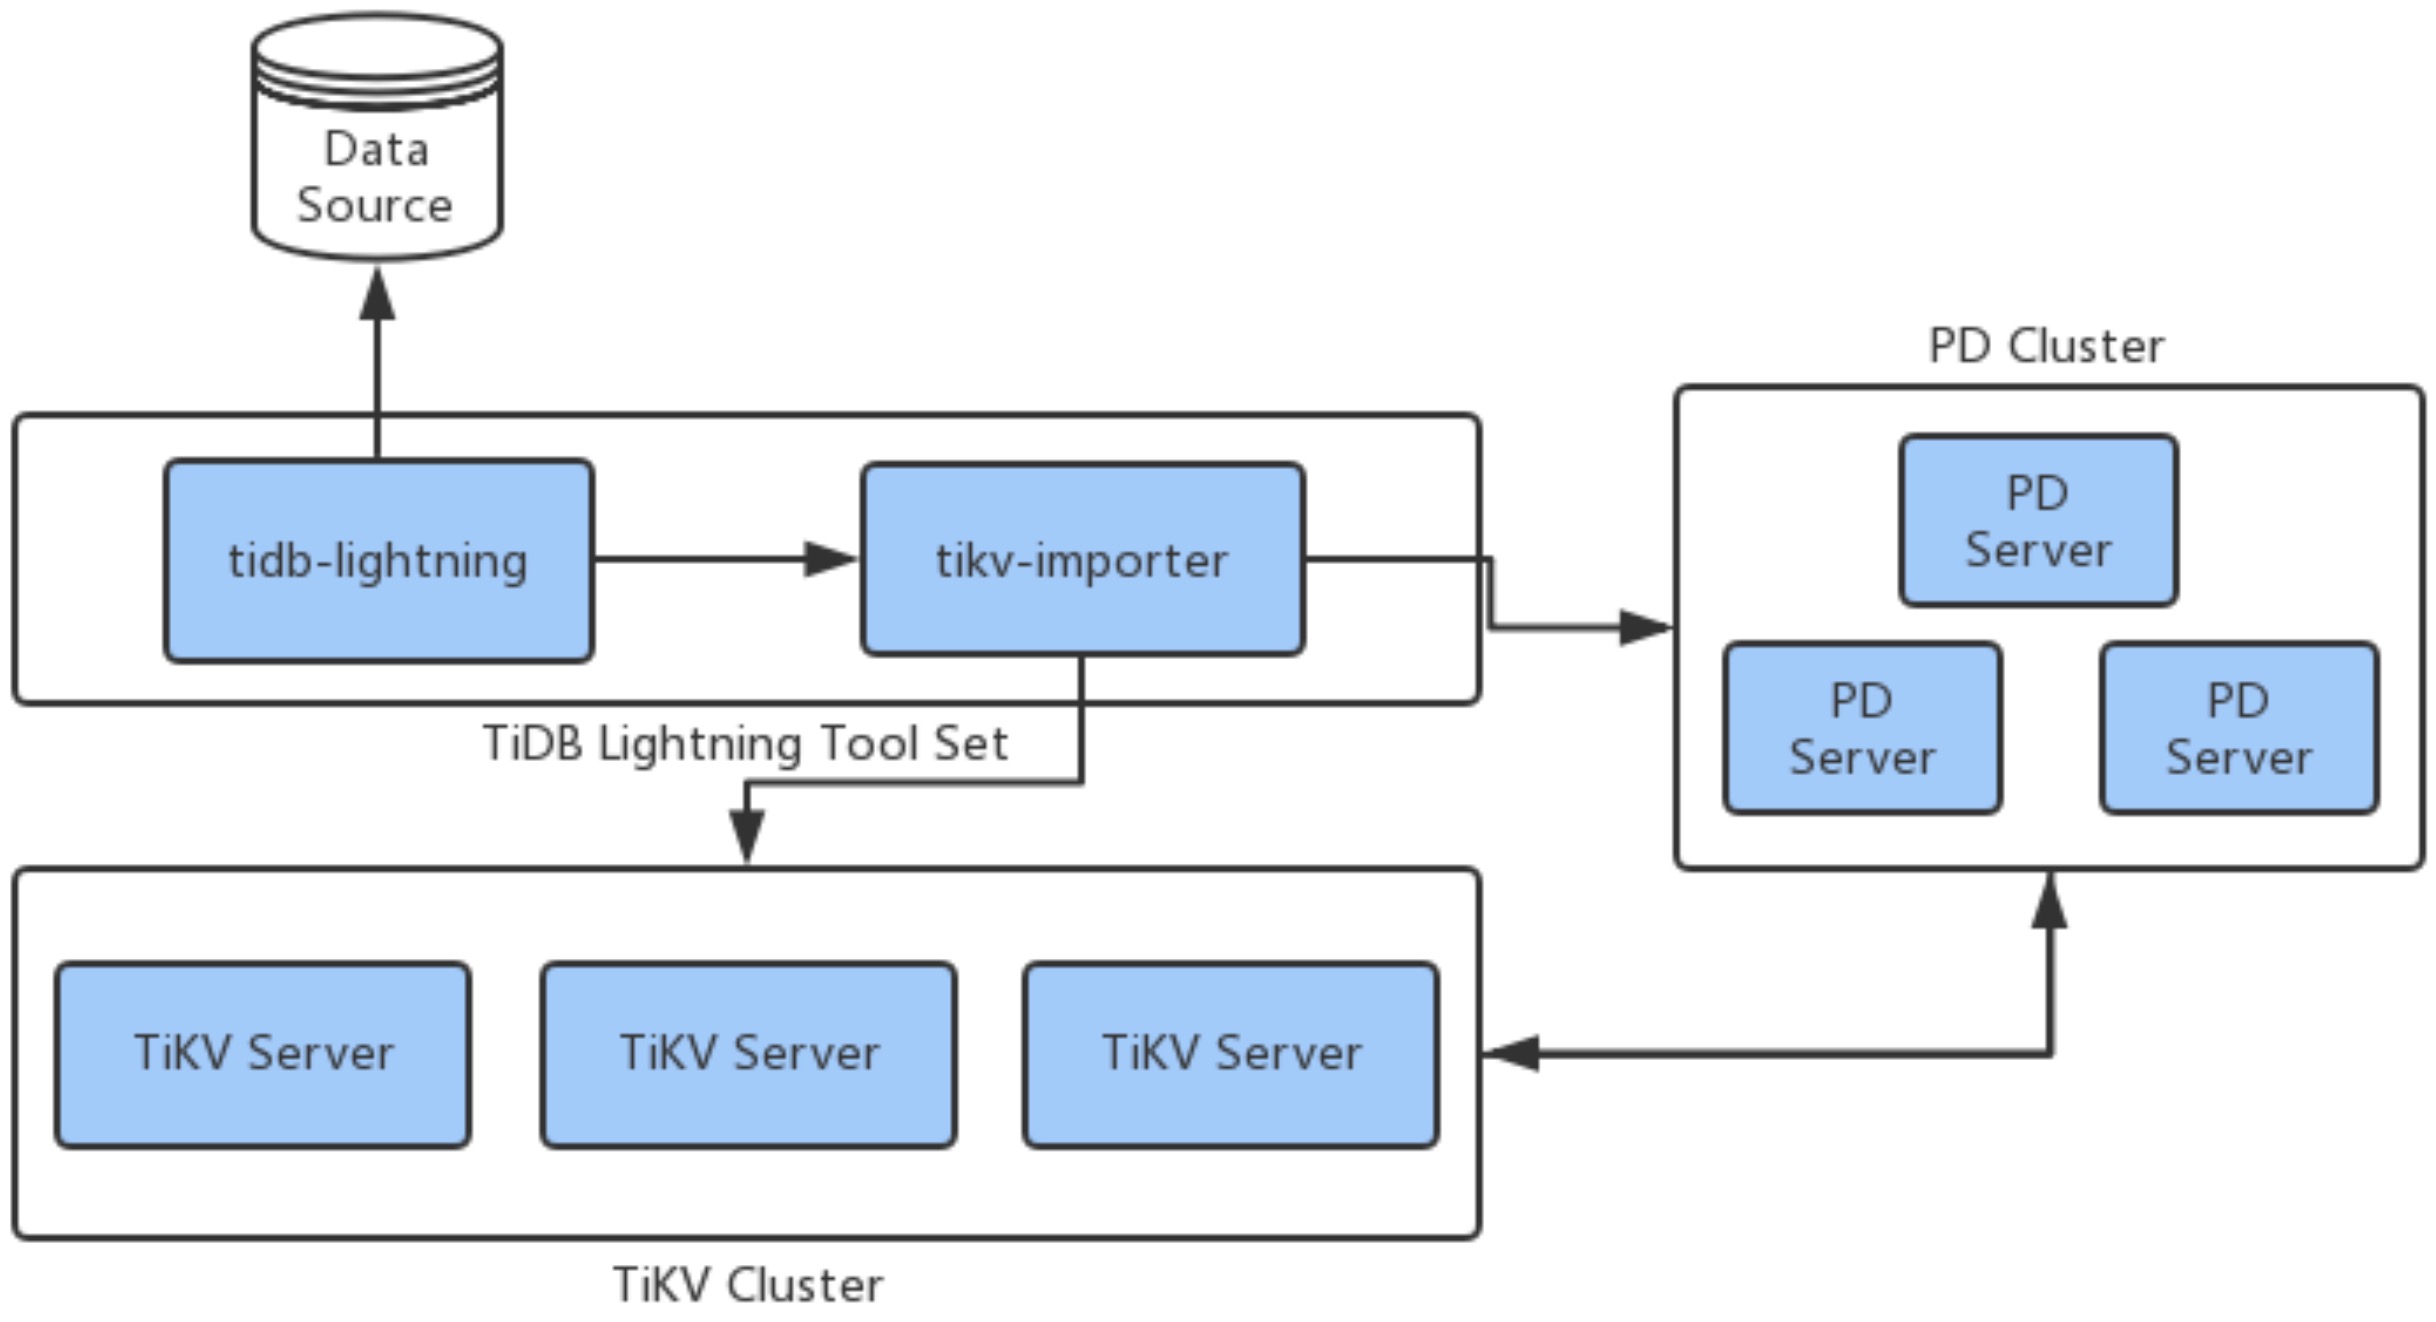 Data
Source
PD Cluster
tidb-lightning
tikv-importer
PD
Server
PD
Server
PD
Server
TiDB Lightning Tool Set
TiKV Server
TiKV Server
TiKV Server
TiKV Cluster